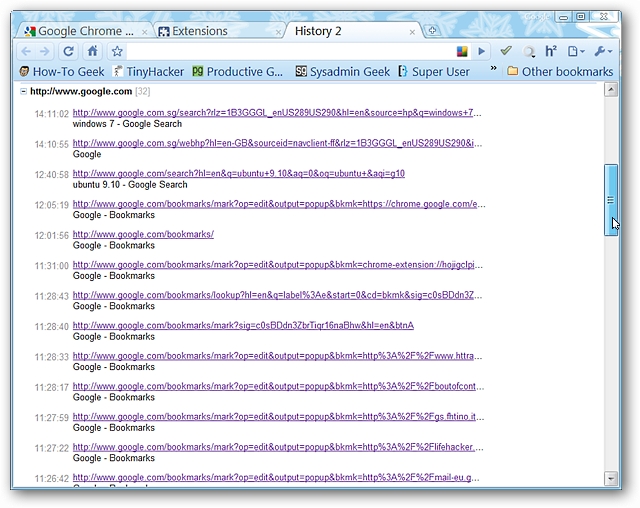 Google Chrome ...
Extensions
History 2
How-To Geek
TinyHacker
Productive G...
Sysadmin Geek
Super User
»
Other bookmarks
http://www.google.com [32]
14:11:02 http://www.google.com.sg/search?rlz=1B3GGGL_enUS289US290&hl=en&source=hp&q=windows+7...
windows 7 - Google Search
14:10:55 http://www.google.com.sg/webhp?hl=en-GB&sourceid=navclient-ff&rlz=1B3GGGL_enUS289US290&i...
Google
12:40:58 http://www.google.com/search?hl=en&q=ubuntu+9.10&aq=0&oq=ubuntu+&aqi=g10
ubuntu 9.10 - Google Search
12:05:19 http://www.google.com/bookmarks/mark?op=edit&output=popup&bkmk=https://chrome.google.com/e...
Google - Bookmarks
12:01:56 http://www.google.com/bookmarks/
Google - Bookmarks
11:31:00 http://www.google.com/bookmarks/mark?op=edit&output=popup&bkmk=chrome-extension://hojjgclpj...
Google - Bookmarks
11:28:43 http://www.google.com/bookmarks/lookup?hl=en&q=label%3Ae&start=0&cd=bkmk&sig=c0sBDdn3Z...
Google - Bookmarks
11:28:40 http://www.google.com/bookmarks/mark?sig=c0sBDdn3ZbrTiqr16naBhw&hl=en&btnA
Google - Bookmarks
11:28:33 http://www.google.com/bookmarks/mark?op=edit&output=popup&bkmk=http%3A%2F%2Fwww.httra...
Google - Bookmarks
11:28:17 http://www.google.com/bookmarks/mark?op=edit&output=popup&bkmk=http%3A%2F%2Fboutofcont...
Google - Bookmarks
11:27:59 http://www.google.com/bookmarks/mark?op=edit&output=popup&bkmk=http%3A%2F%2Fgs.fhtino.it...
Google - Bookmarks
11:27:22 http://www.google.com/bookmarks/mark?op=edit&output=popup&bkmk=http%3A%2F%2Flifehacker....
Google - Bookmarks
11:26:42 http://www.google.com/bookmarks/mark?op=edit&output=popup&bkmk=http%3A%2F%2Fmail-eu.g...